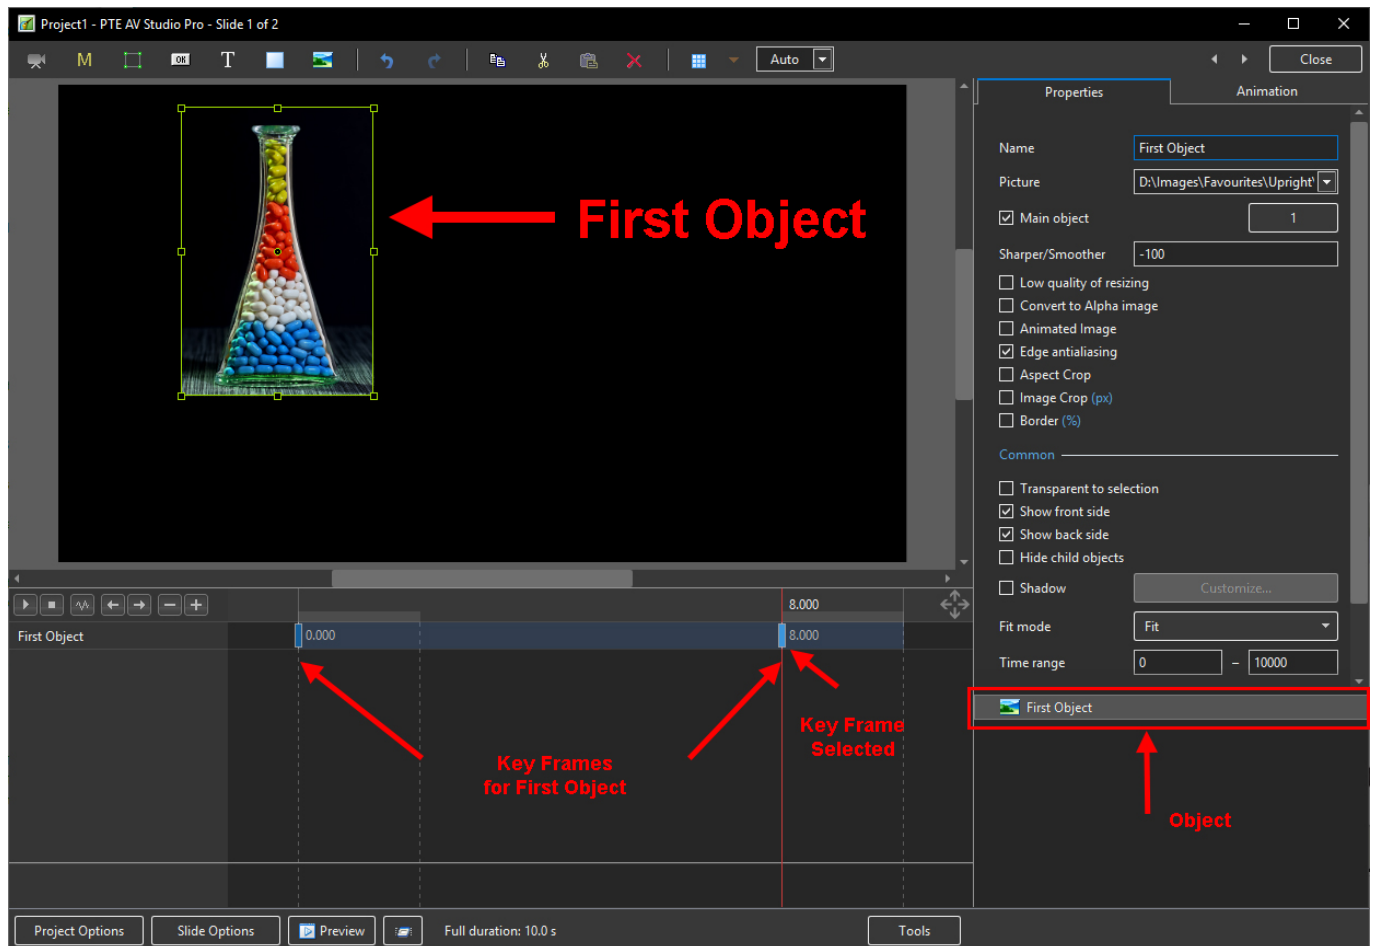 Project1 - PTE AV Studio Pro - Slide 1 of 2
M
OK
T
Auto
Close
Properties
Animation
First Object
Name
First Object
Picture
D:\Images\Favourites\Upright\
Main object
1
Sharper/Smoother
-100
Low quality of resizing
Convert to Alpha image
Animated Image
Edge antialiasing
Aspect Crop
Image Crop (px)
Border (%)
Common
Transparent to selection
Show front side
Show back side
Hide child objects
Shadow
Customize...
Fit mode
Fit
Time range
0
–
10000
8.000
First Object
0.000
8.000
Key Frame
Selected
Key Frames
for First Object
First Object
Object
Project Options
Slide Options
Preview
Full duration: 10.0 s
Tools